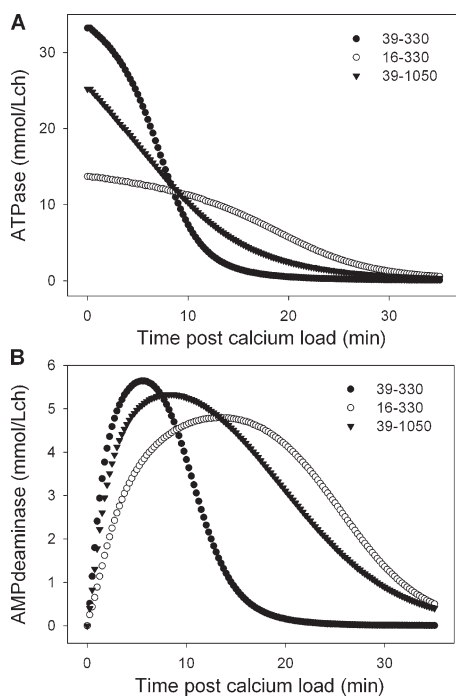 A
39-330
16-330
39-1050
ATPase (mmol/Lch)
30
20
10
0
0 10 20 30
Time post calcium load (min)
B
39-330
16-330
39-1050
AMPdeaminase (mmol/Lch)
6
5
4
3
2
1
0
0 10 20 30
Time post calcium load (min)